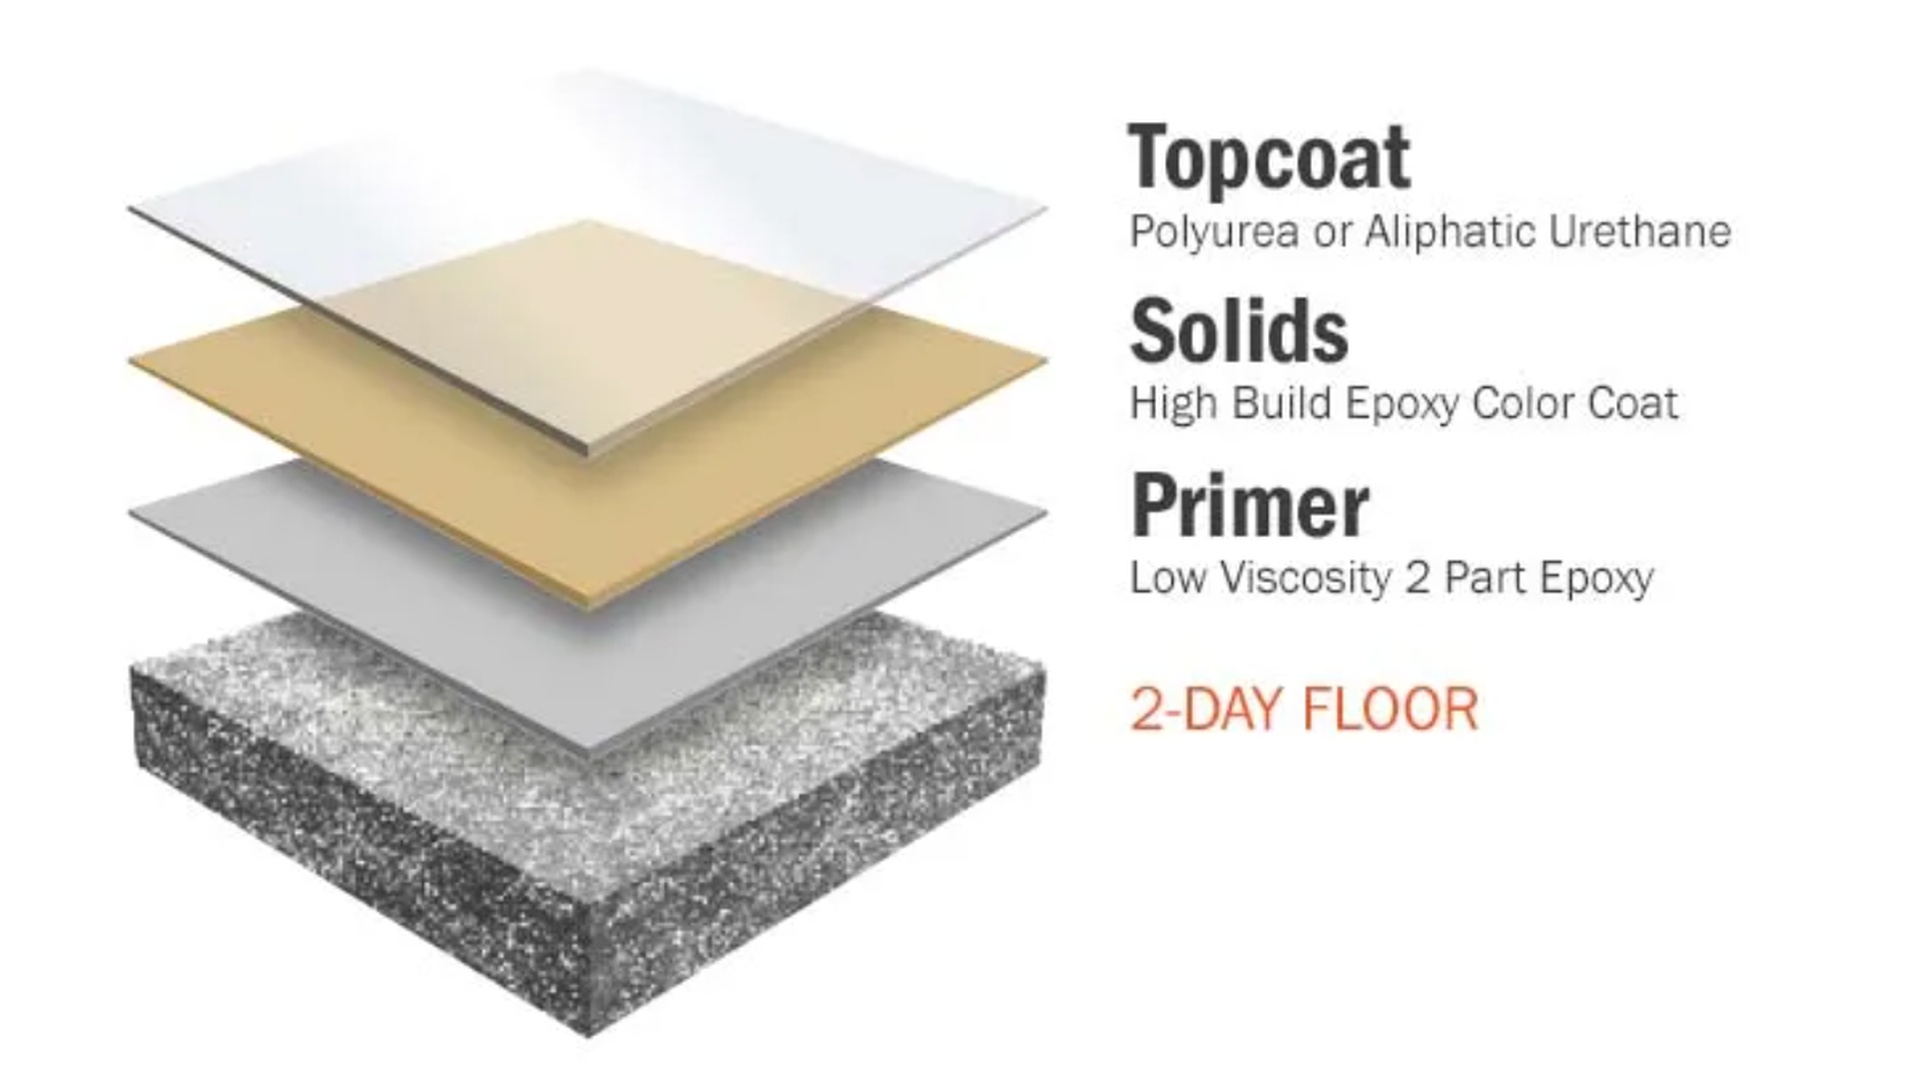 Topcoat
Polyurea or Aliphatic Urethane
Solids
High Build Epoxy Color Coat
Primer
Low Viscosity 2 Part Epoxy
2-DAY FLOOR